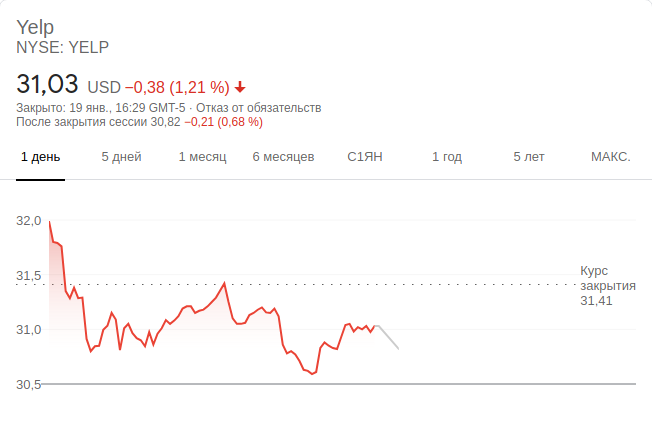 Yelp
NYSE: YELP
31,03 USD −0,38 (1,21 %)
Закрыто: 19 янв., 16:29 GMT-5 · Отказ от обязательств
После закрытия сессии 30,82 −0,21 (0,68 %)
1 день 5 дней 1 месяц 6 месяцев С1ЯН 1 год 5 лет МАКС.
32,0
31,5
31,0
30,5
Курс
закрытия
31,41